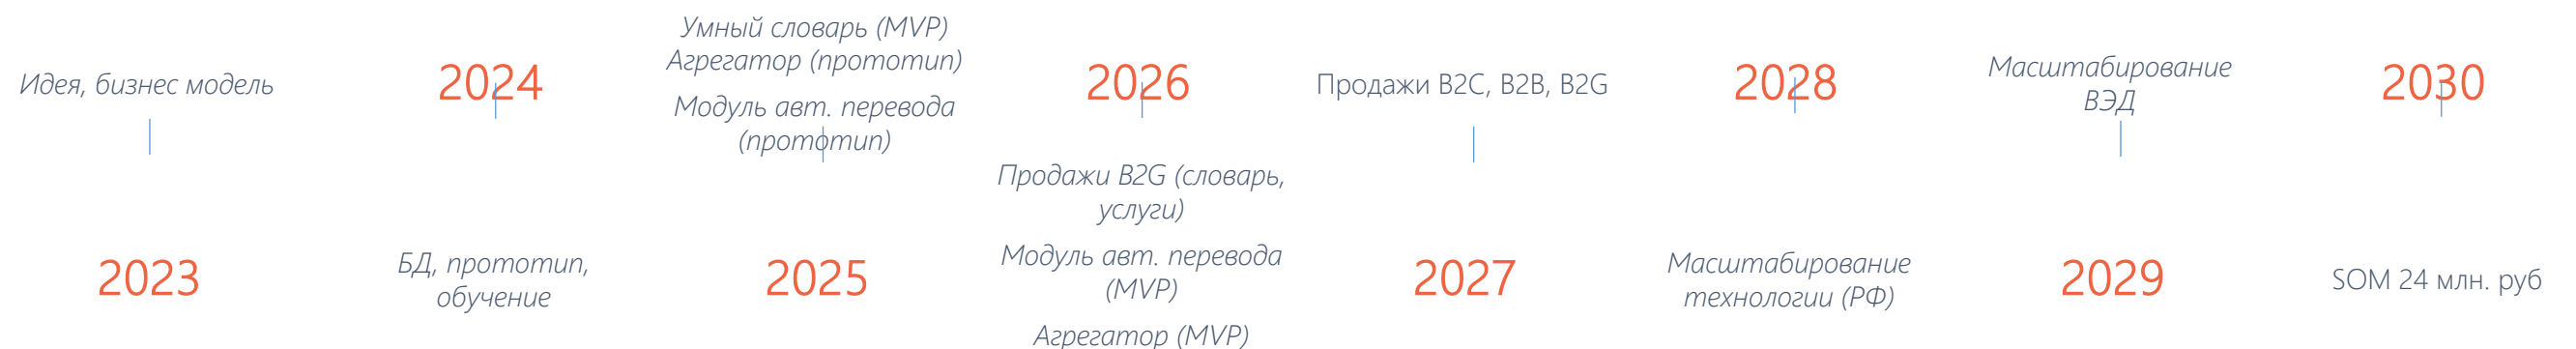 Идея, бизнес модель
2023
2024
БД, прототип,
обучение
Умный словарь (MVP)
Агрегатор (прототип)
Модуль авт. перевода
(прототип)
2025
2026
Продажи B2G (словарь,
услуги)
Модуль авт. перевода
(MVP)
Агрегатор (MVP)
Продажи B2C, B2B, B2G
2027
2028
Масштабирование
технологии (РФ)
Масштабирование
ВЭД
2029
2030
SOM 24 млн. руб